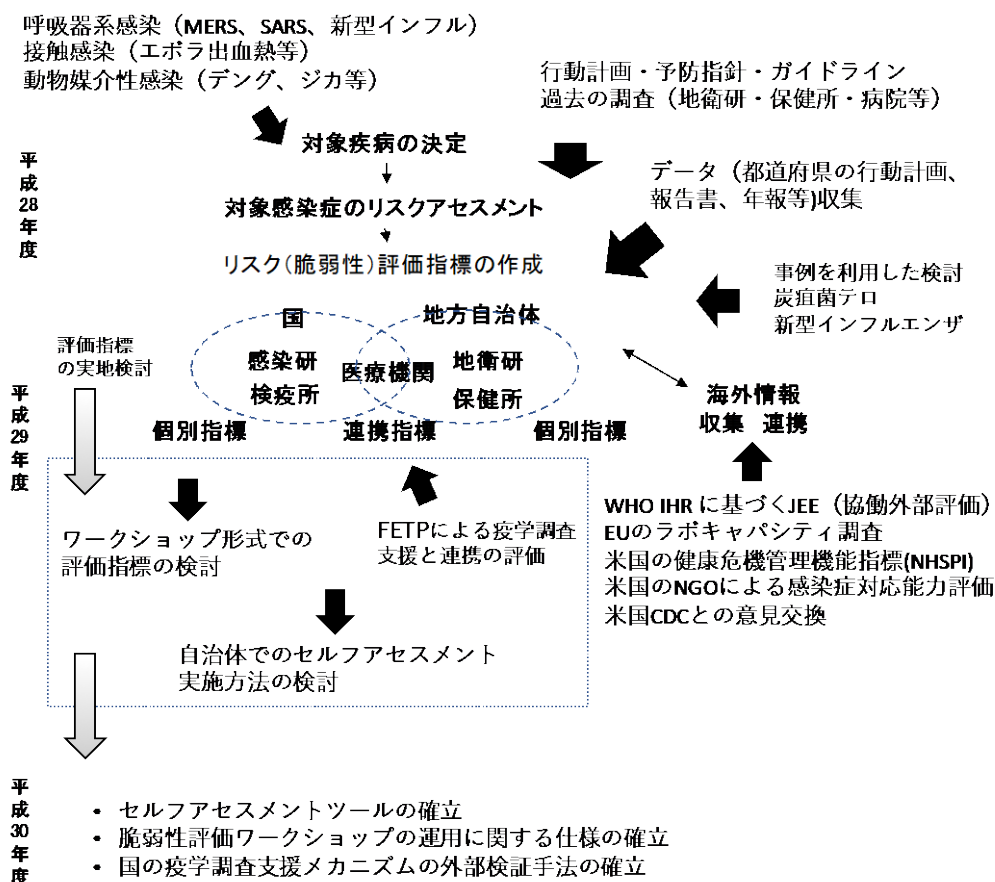 呼吸器系感染（MERS、SARS、新型インフル）
接触感染（エボラ出血熱等）
動物媒介性感染（デング、ジカ等）
行動計画・予防指針・ガイドライン
過去の調査（地衛研・保健所・病院等）
平成28年度
対象疾病の決定
データ（都道府県の行動計画、
報告書、年報等)収集
対象感染症のリスクアセスメント
リスク(脆弱性)評価指標の作成
事例を利用した検討
炭疽菌テロ
新型インフルエンザ
国
地方自治体
評価指標
の実地検討
感染研
検疫所
医療機関
地衛研
保健所
海外情報
収集 連携
平成29年度
個別指標
連携指標
個別指標
ワークショップ形式での
評価指標の検討
FETPによる疫学調査
支援と連携の評価
WHO IHR に基づくJEE（協働外部評価）
EUのラボキャパシティ調査
米国の健康危機管理機能指標(NHSPI)
米国のNGOによる感染症対応能力評価
米国CDCとの意見交換
自治体でのセルフアセスメント
実施方法の検討
平成30年度
• セルフアセスメントツールの確立
• 脆弱性評価ワークショップの運用に関する仕様の確立
• 国の疫学調査支援メカニズムの外部検証手法の確立